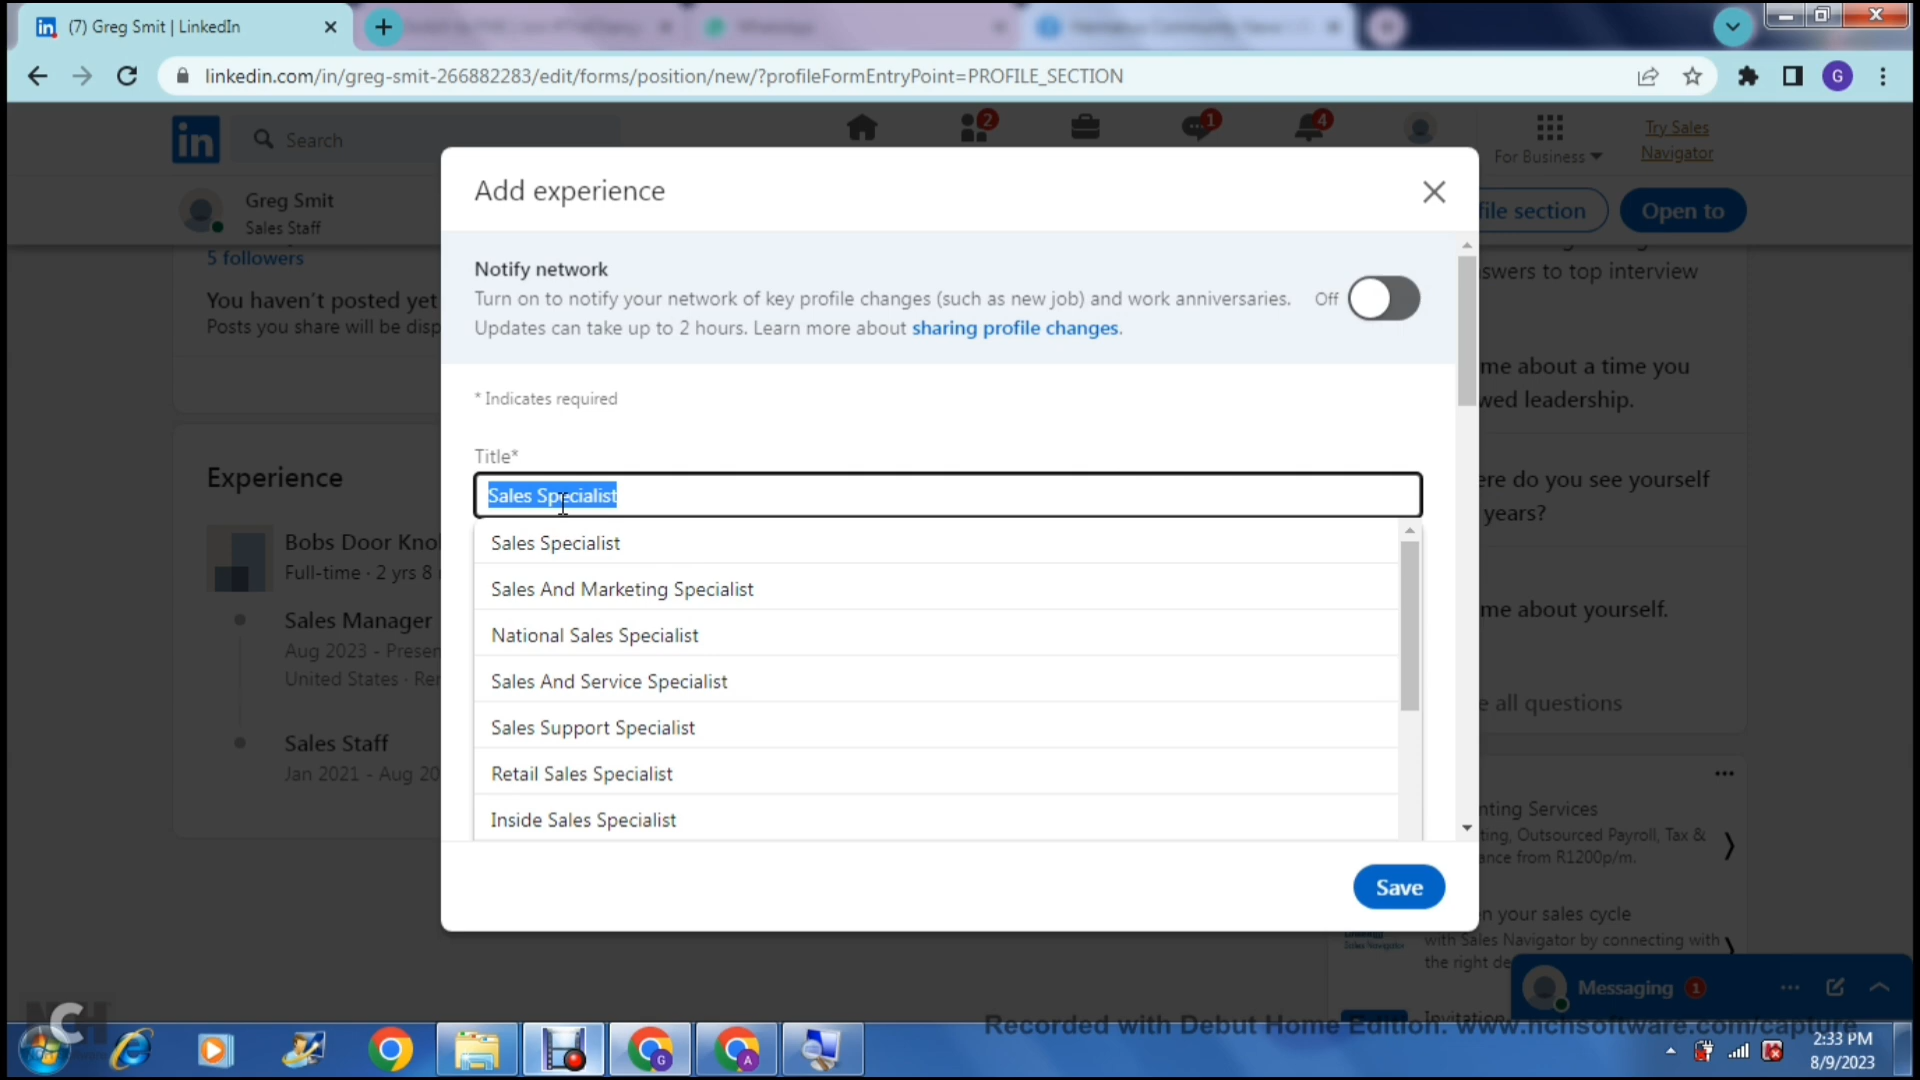 (7) Greg Smit | LinkedIn
linkedin.com/in/greg-smit-266882283/edit/forms/position/new/?profileFormEntryPoint=PROFILE_SECTION
G
in
Search
2
1
4
For Business
Try Sales
Navigator
Greg Smit
Sales Staff
file section
Open to
5 followers
You haven't posted yet
Posts you share will be disp
Experience
Bobs Door Kno
Full-time · 2 yrs 8
Sales Manager
Aug 2023 - Presen
United States · Re
Sales Staff
Jan 2021 - Aug 20
Add experience
Notify network
Turn on to notify your network of key profile changes (such as new job) and work anniversaries.
Updates can take up to 2 hours. Learn more about sharing profile changes.
Off
* Indicates required
Title*
Sales Specialist
Sales Specialist
Sales And Marketing Specialist
National Sales Specialist
Sales And Service Specialist
Sales Support Specialist
Retail Sales Specialist
Inside Sales Specialist
Save
swers to top interview
me about a time you
wed leadership.
ere do you see yourself
years?
me about yourself.
e all questions
nting Services
ting, Outsourced Payroll, Tax &
ance from R1200p/m.
n your sales cycle
with Sales Navigator by connecting with
the right de
Messaging 1
Invitation
NCH
Recorded with Debut Home Edition. www.nchsoftware.com/capture
G
A
2:33 PM
8/9/2023